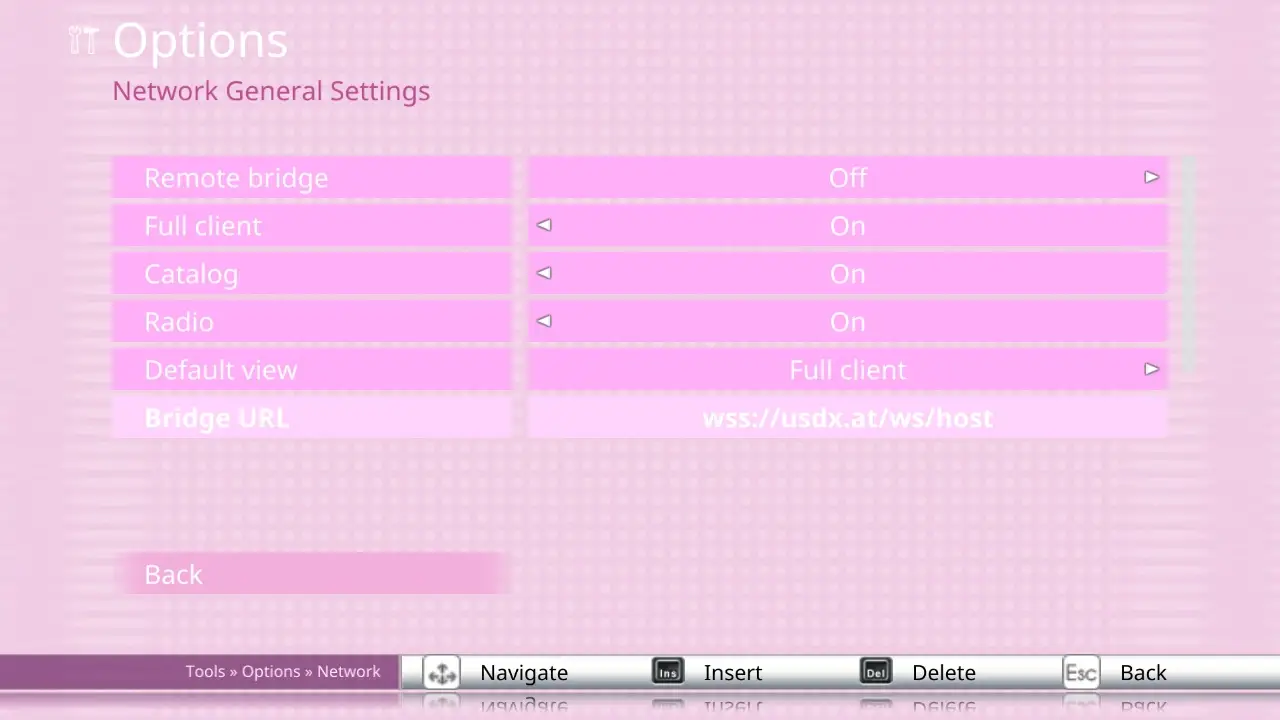 Options
Network General Settings
Remote bridge Off
Full client On
Catalog On
Radio On
Default view Full client
Bridge URL wss://usdx.at/ws/host
Back
Tools » Options » Network Navigate Ins Insert Del Delete Esc Back